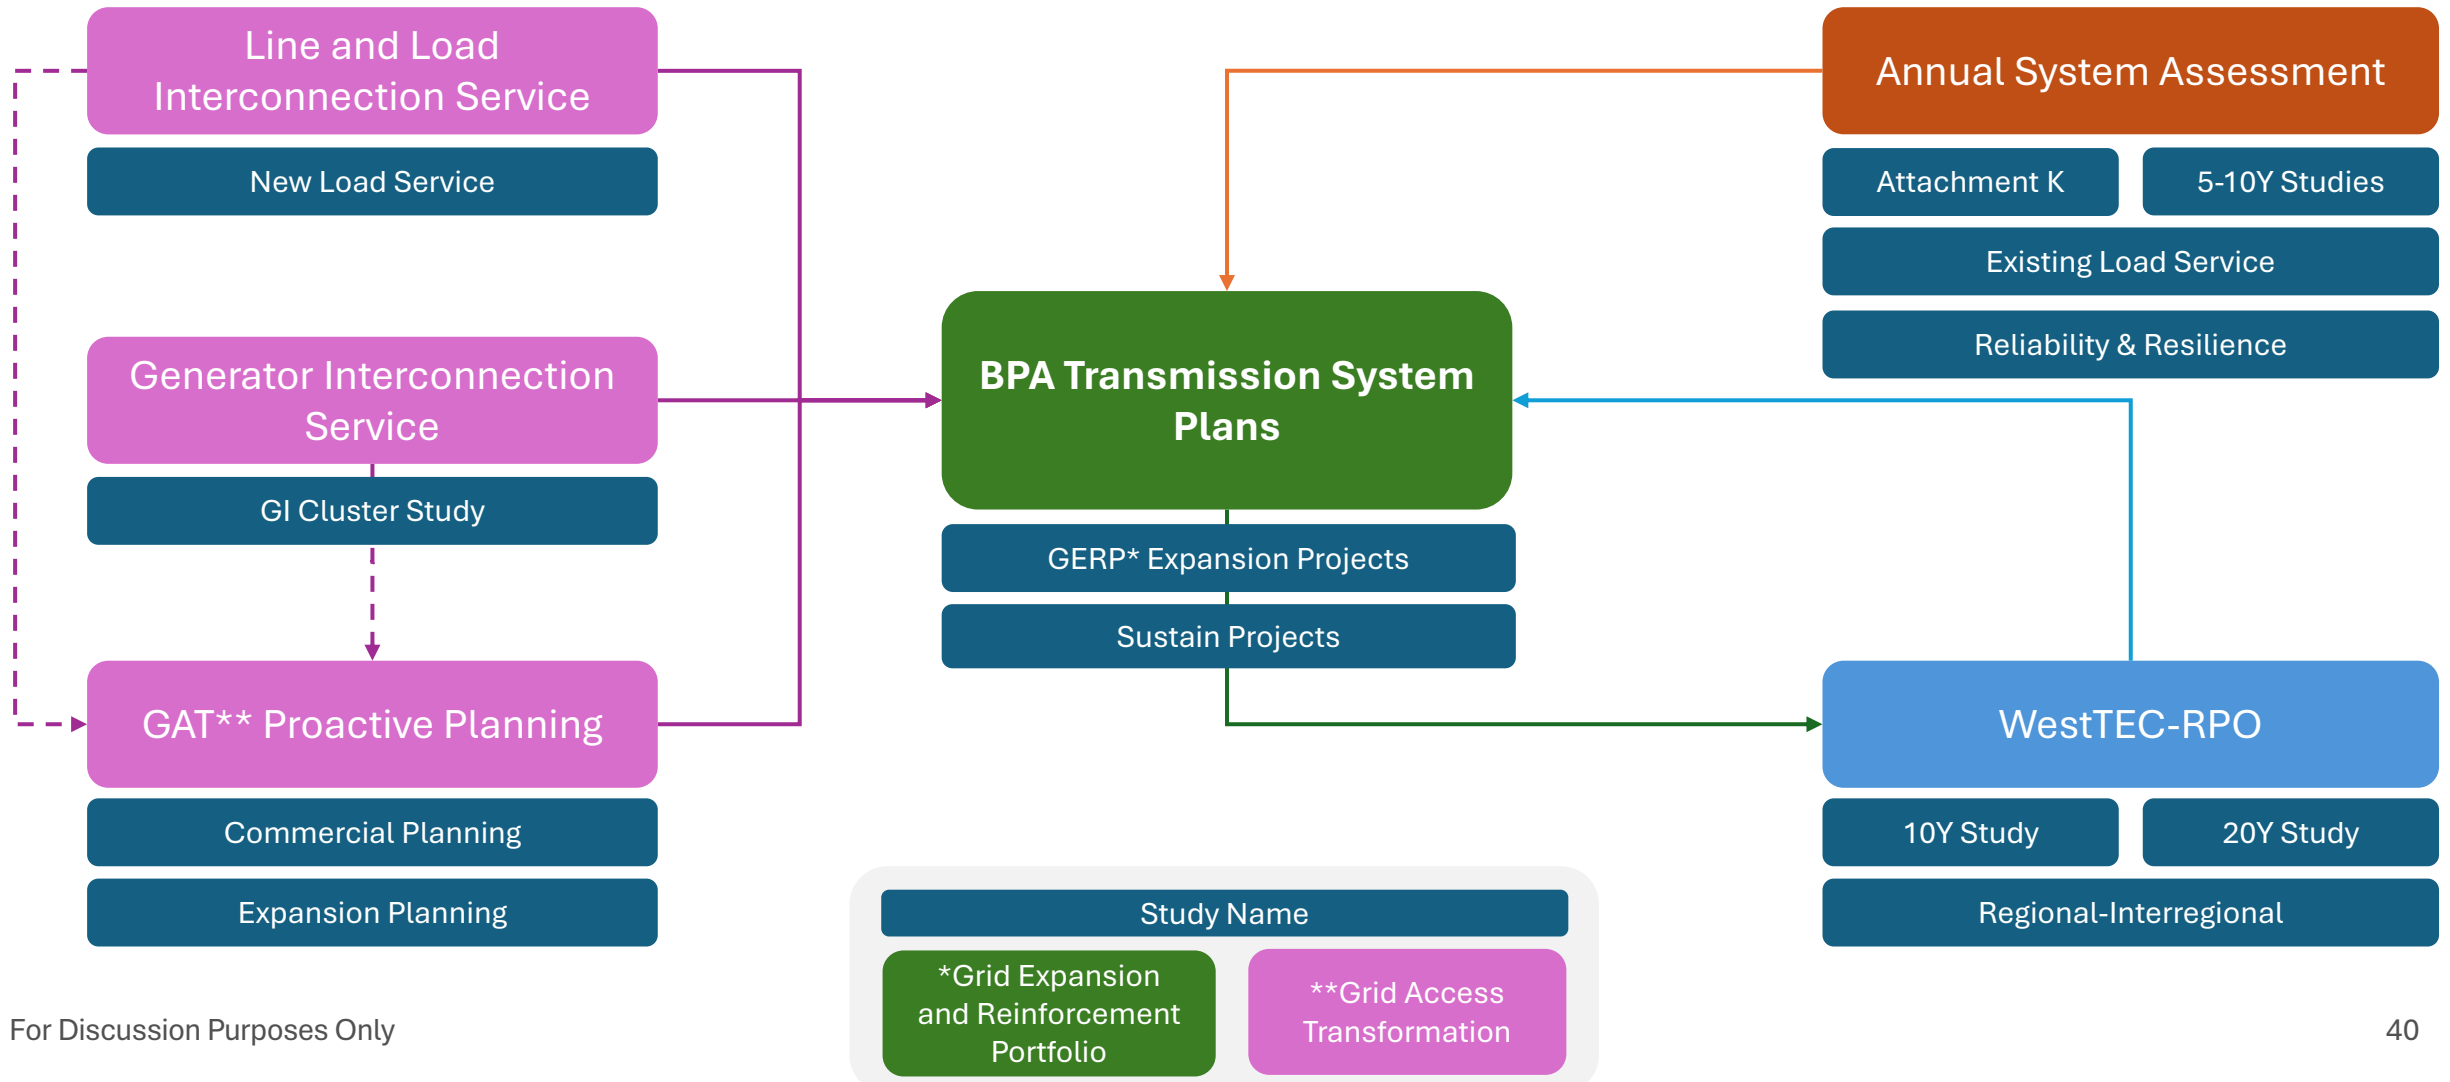 Line and Load
Interconnection Service
New Load Service
Generator Interconnection
Service
GI Cluster Study
GAT** Proactive Planning
Commercial Planning
Expansion Planning
BPA Transmission System
Plans
GERP* Expansion Projects
Sustain Projects
Annual System Assessment
Attachment K
5-10Y Studies
Existing Load Service
Reliability & Resilience
WestTEC-RPO
10Y Study
20Y Study
Regional-Interregional
Study Name
*Grid Expansion
and Reinforcement
Portfolio
**Grid Access
Transformation
For Discussion Purposes Only
40